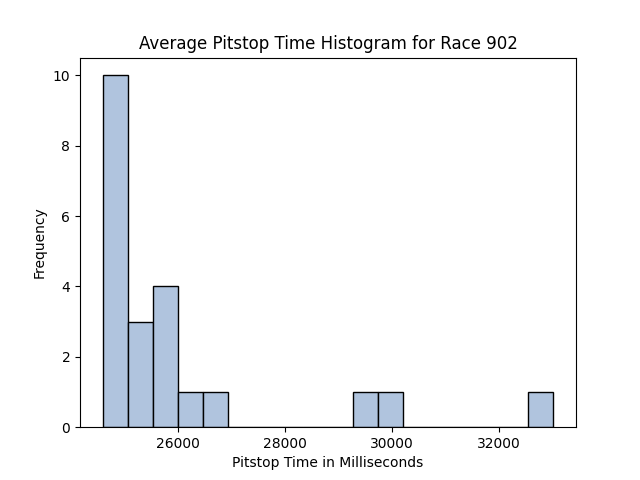 Average Pitstop Time Histogram for Race 902
10
8
6
4
2
0
Frequency
26000 28000 30000 32000
Pitstop Time in Milliseconds